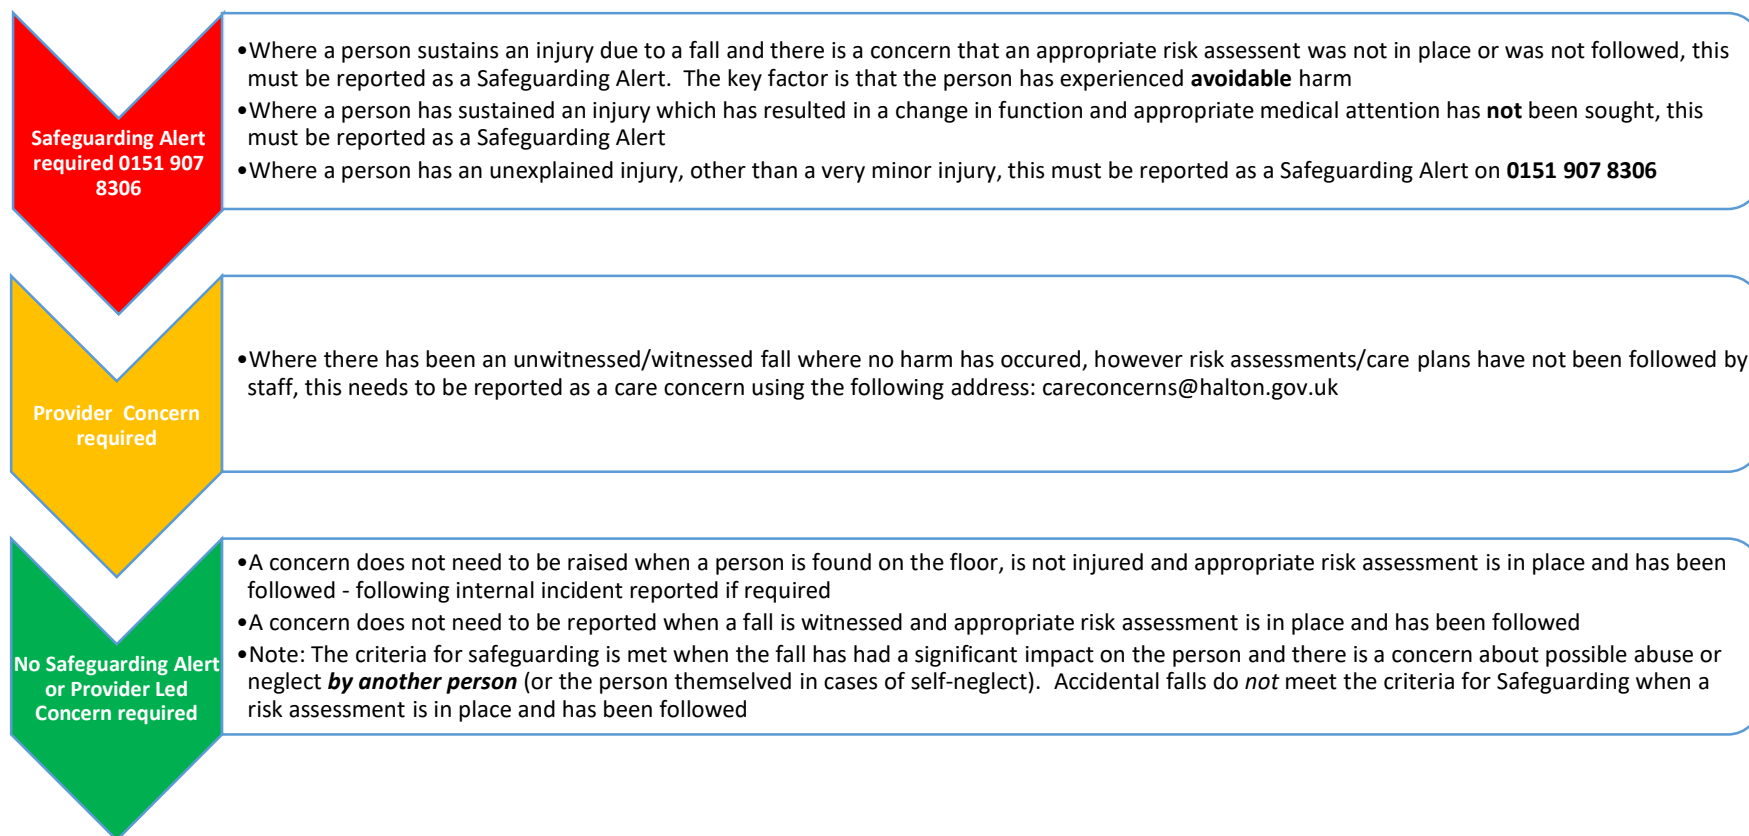 Safeguarding Alert
required 0151 907
8306
•Where a person sustains an injury due to a fall and there is a concern that an appropriate risk assessent was not in place or was not followed, this
must be reported as a Safeguarding Alert.  The key factor is that the person has experienced avoidable harm
•Where a person has sustained an injury which has resulted in a change in function and appropriate medical attention has not been sought, this
must be reported as a Safeguarding Alert
•Where a person has an unexplained injury, other than a very minor injury, this must be reported as a Safeguarding Alert on 0151 907 8306
Provider  Concern
required
•Where there has been an unwitnessed/witnessed fall where no harm has occured, however risk assessments/care plans have not been followed by
staff, this needs to be reported as a care concern using the following address: careconcerns@halton.gov.uk
No Safeguarding Alert
or Provider Led
Concern required
•A concern does not need to be raised when a person is found on the floor, is not injured and appropriate risk assessment is in place and has been
followed - following internal incident reported if required
•A concern does not need to be reported when a fall is witnessed and appropriate risk assessment is in place and has been followed
•Note: The criteria for safeguarding is met when the fall has had a significant impact on the person and there is a concern about possible abuse or
neglect by another person (or the person themselved in cases of self-neglect).  Accidental falls do not meet the criteria for Safeguarding when a
risk assessment is in place and has been followed